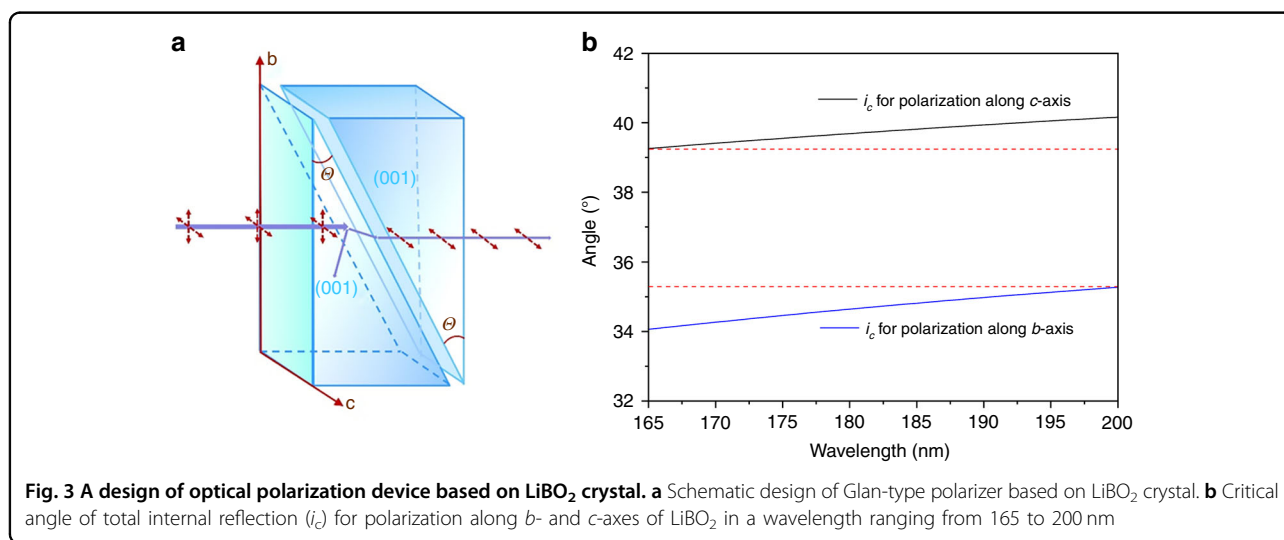 a
b
Θ
(001)
(001)
Θ
c
b
42
40
38
36
34
32
Angle (°)
i_c for polarization along c-axis
i_c for polarization along b-axis
165 170 175 180 185 190 195 200
Wavelength (nm)
Fig. 3 A design of optical polarization device based on LiBO₂ crystal. a Schematic design of Glan-type polarizer based on LiBO₂ crystal. b Critical
angle of total internal reflection (i_c) for polarization along b- and c-axes of LiBO₂ in a wavelength ranging from 165 to 200 nm